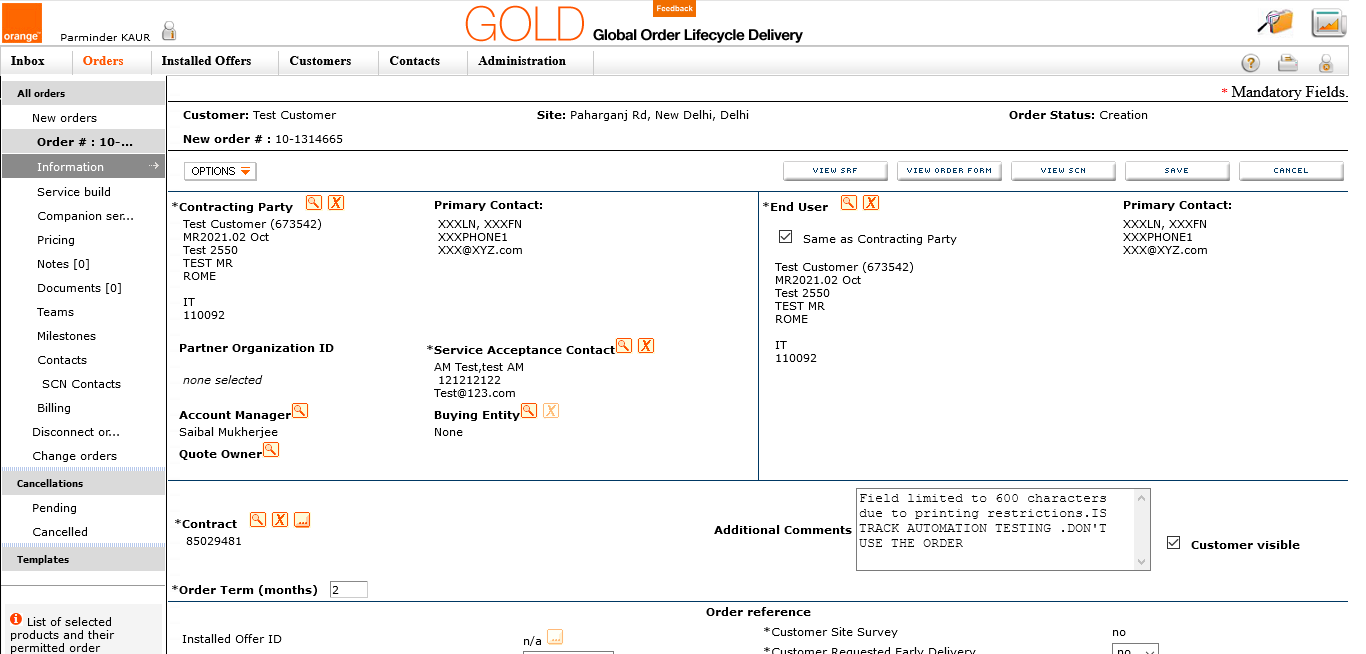 Feedback
orange™
Parminder KAUR
GOLD Global Order Lifecycle Delivery
Inbox Orders Installed Offers Customers Contacts Administration
?
All orders
New orders
Order # : 10-...
Information
Service build
Companion ser...
Pricing
Notes [0]
Documents [0]
Teams
Milestones
Contacts
SCN Contacts
Billing
Disconnect or...
Change orders
Cancellations
Pending
Cancelled
Templates
List of selected
products and their
permitted order
* Mandatory Fields.
Customer: Test Customer Site: Paharganj Rd, New Delhi, Delhi Order Status: Creation
New order # : 10-1314665
OPTIONS VIEW SRF VIEW ORDER FORM VIEW SCN SAVE CANCEL
*Contracting Party X
Test Customer (673542)
MR2021.02 Oct
Test 2550
TEST MR
ROME
IT
110092
Primary Contact:
XXXLN, XXXFN
XXXPHONE1
XXX@XYZ.com
Partner Organization ID
none selected
*Service Acceptance Contact X
AM Test,test AM
121212122
Test@123.com
Account Manager
Saibal Mukherjee
Buying Entity X
None
Quote Owner
*End User X
Same as Contracting Party
Test Customer (673542)
MR2021.02 Oct
Test 2550
TEST MR
ROME
IT
110092
Primary Contact:
XXXLN, XXXFN
XXXPHONE1
XXX@XYZ.com
*Contract X ...
85029481
Additional Comments
Field limited to 600 characters
due to printing restrictions.IS
TRACK AUTOMATION TESTING .DON'T
USE THE ORDER
Customer visible
*Order Term (months) 2
Order reference
Installed Offer ID n/a ...
*Customer Site Survey no
*Customer Requested Early Delivery no